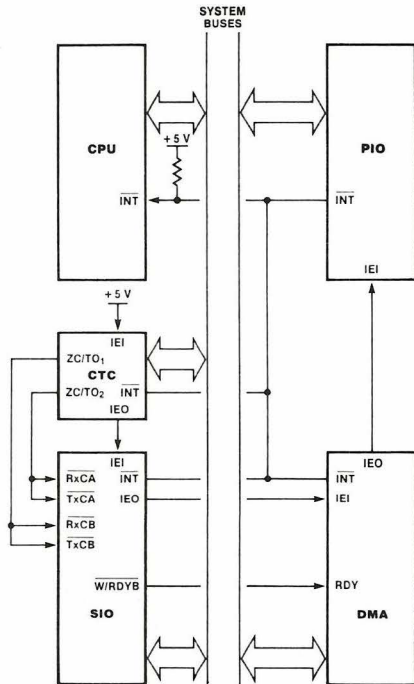 SYSTEM
BUSES
CPU
+ 5 V
INT
PIO
INT
IEI
+ 5 V
IEI
ZC/TO₁
CTC
ZC/TO₂
INT
IEO
IEI
RxCA
INT
TxCA
IEO
RxCB
TxCB
W/RDYB
SIO
IEO
INT
IEI
RDY
DMA